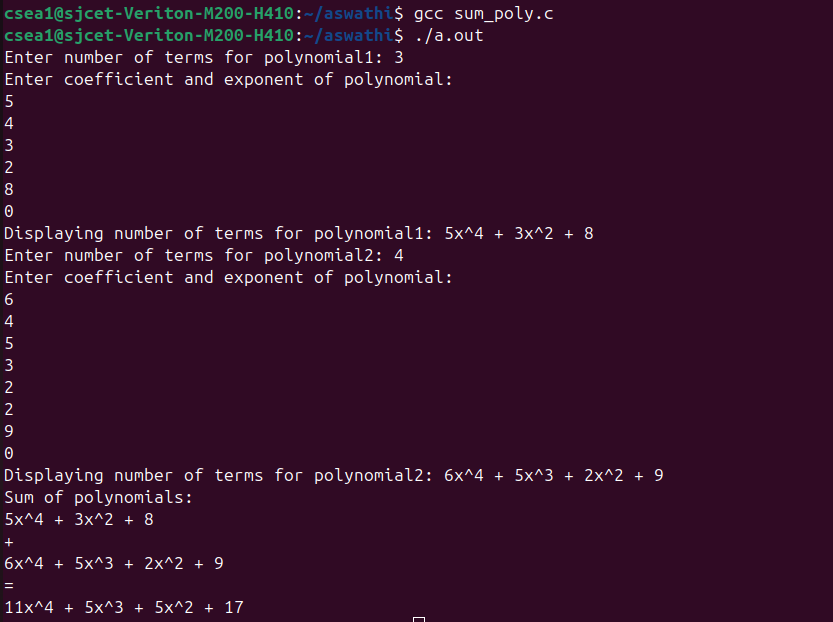 csea1@sjcet-Veriton-M200-H410:~/aswathi$ gcc sum_poly.c
csea1@sjcet-Veriton-M200-H410:~/aswathi$ ./a.out
Enter number of terms for polynomial1: 3
Enter coefficient and exponent of polynomial:
5
4
3
2
8
0
Displaying number of terms for polynomial1: 5x^4 + 3x^2 + 8
Enter number of terms for polynomial2: 4
Enter coefficient and exponent of polynomial:
6
4
5
3
2
2
9
0
Displaying number of terms for polynomial2: 6x^4 + 5x^3 + 2x^2 + 9
Sum of polynomials:
5x^4 + 3x^2 + 8
+
6x^4 + 5x^3 + 2x^2 + 9
=
11x^4 + 5x^3 + 5x^2 + 17